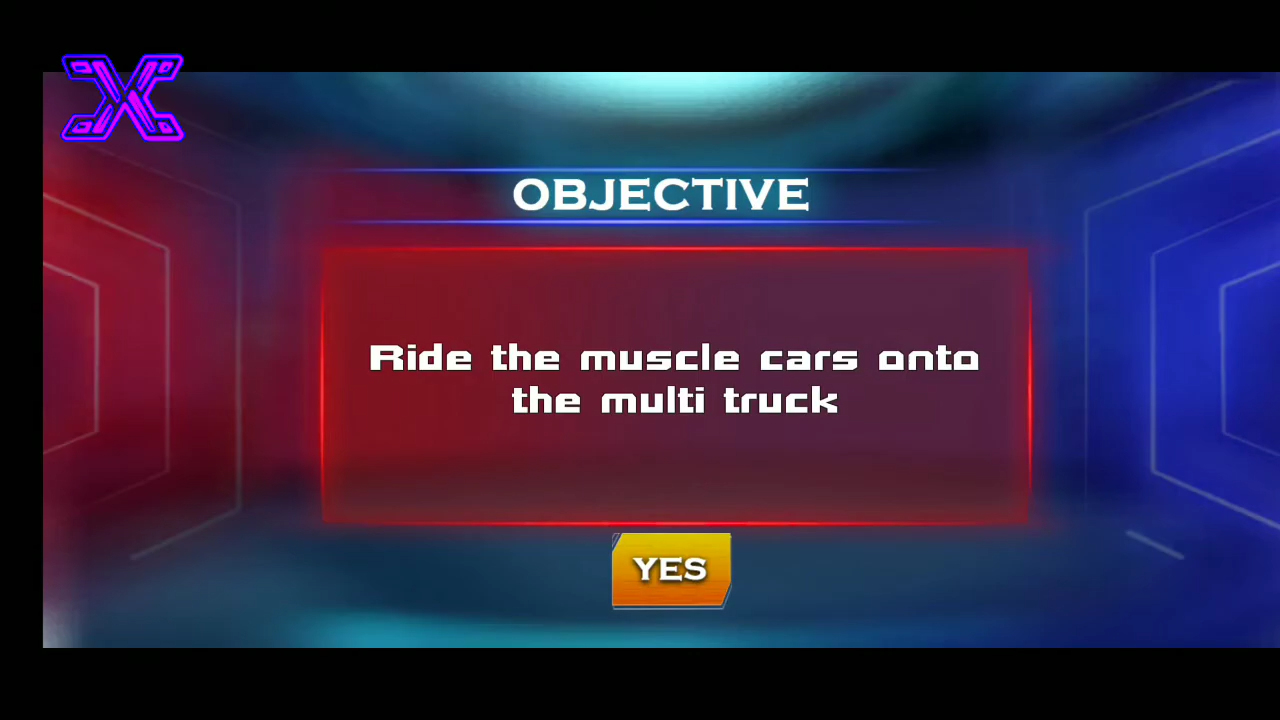 X
OBJECTIVE
Ride the muscle cars onto
the multi truck
YES